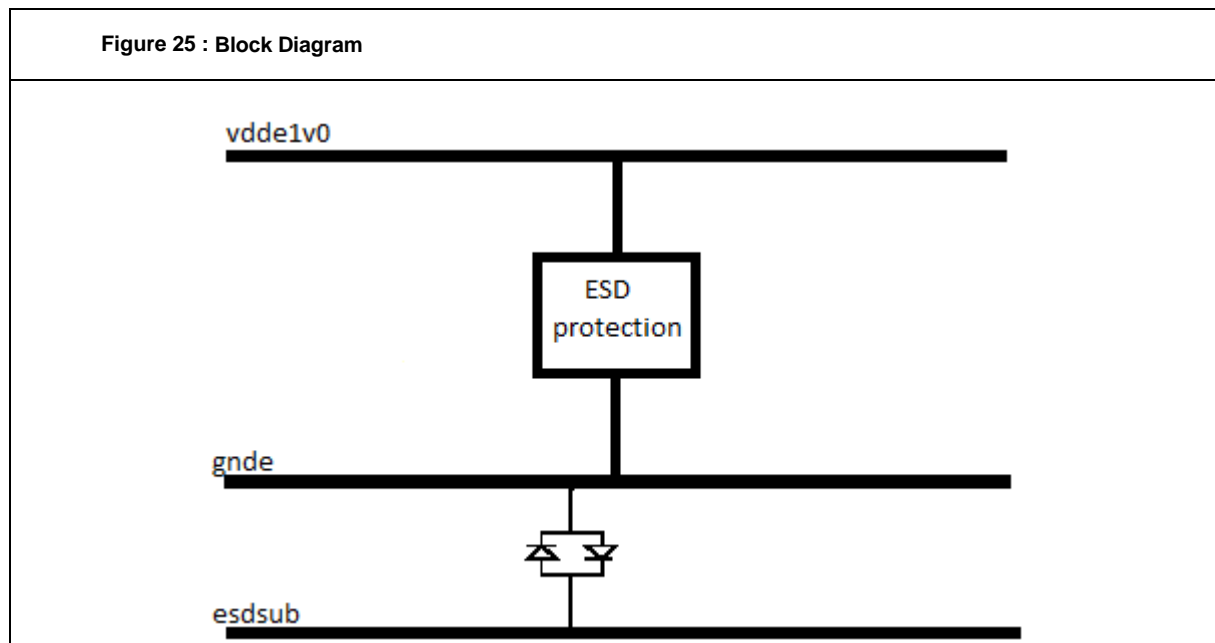 Figure 25 : Block Diagram
vdde1v0
ESD
protection
gnde
esdsub